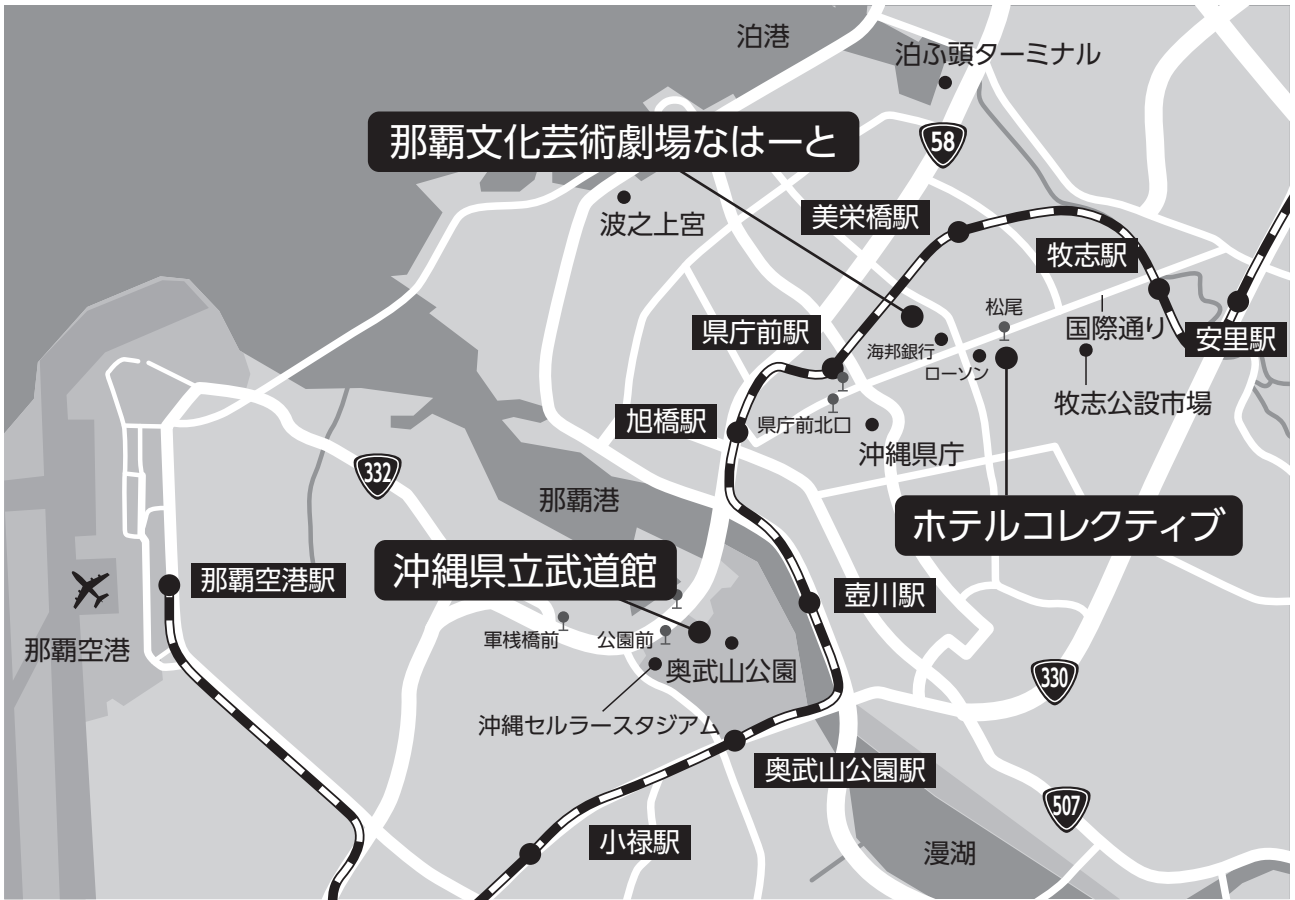 泊港
泊ふ頭ターミナル
那覇文化芸術劇場なはーと
58
波之上宮
美栄橋駅
牧志駅
松尾
国際通り
県庁前駅
海邦銀行
ローソン
安里駅
牧志公設市場
旭橋駅
県庁前北口
沖縄県庁
332
那覇港
ホテルコレクティブ
沖縄県立武道館
那覇空港駅
壺川駅
軍桟橋前
公園前
那覇空港
奥武山公園
330
沖縄セルラースタジアム
奥武山公園駅
507
小禄駅
漫湖